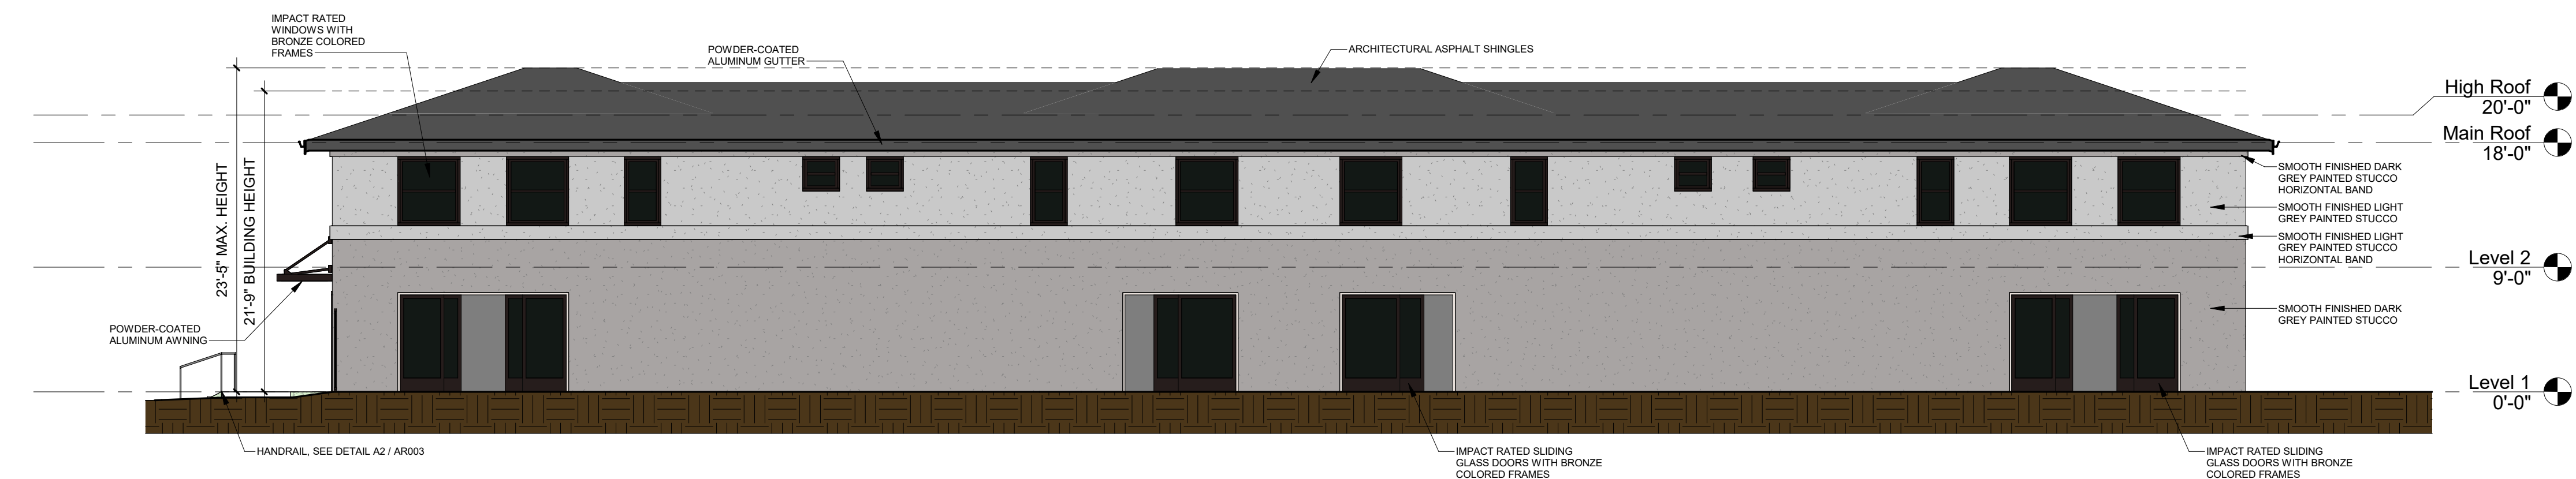 IMPACT RATED
WINDOWS WITH
BRONZE COLORED
FRAMES
POWDER-COATED
ALUMINUM GUTTER
ARCHITECTURAL ASPHALT SHINGLES
High Roof
20'-0"
Main Roof
18'-0"
SMOOTH FINISHED DARK
GREY PAINTED STUCCO
HORIZONTAL BAND
SMOOTH FINISHED LIGHT
GREY PAINTED STUCCO
SMOOTH FINISHED LIGHT
GREY PAINTED STUCCO
HORIZONTAL BAND
Level 2
9'-0"
SMOOTH FINISHED DARK
GREY PAINTED STUCCO
Level 1
0'-0"
23'-5" MAX. HEIGHT
21'-9" BUILDING HEIGHT
POWDER-COATED
ALUMINUM AWNING
HANDRAIL, SEE DETAIL A2 / AR003
IMPACT RATED SLIDING
GLASS DOORS WITH BRONZE
COLORED FRAMES
IMPACT RATED SLIDING
GLASS DOORS WITH BRONZE
COLORED FRAMES